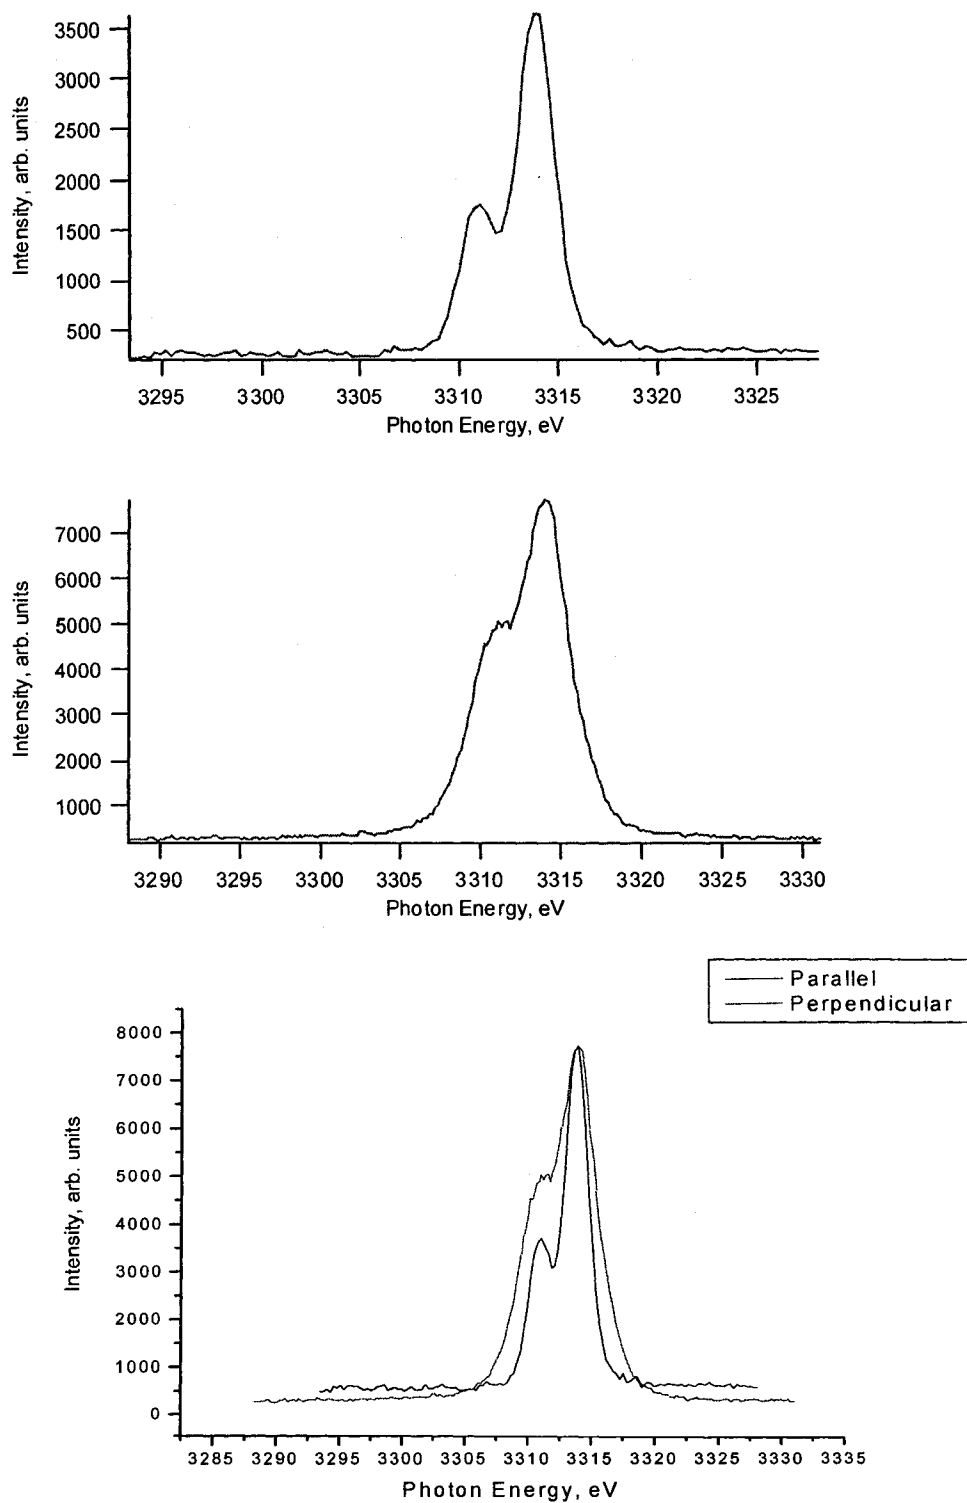 3500
3000
2500
2000
1500
1000
500
Intensity, arb. units
3295 3300 3305 3310 3315 3320 3325
Photon Energy, eV
7000
6000
5000
4000
3000
2000
1000
Intensity, arb. units
3290 3295 3300 3305 3310 3315 3320 3325 3330
Photon Energy, eV
Parallel
Perpendicular
8000
7000
6000
5000
4000
3000
2000
1000
0
Intensity, arb. units
3285 3290 3295 3300 3305 3310 3315 3320 3325 3330 3335
Photon Energy, eV